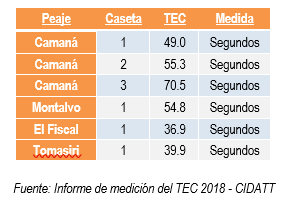 Peaje Caseta TEC Medida
Camaná 1 49.0 Segundos
Camaná 2 55.3 Segundos
Camaná 3 70.5 Segundos
Montalvo 1 54.8 Segundos
El Fiscal 1 36.9 Segundos
Tomasiri 1 39.9 Segundos
Fuente: Informe de medición del TEC 2018 - CIDATT